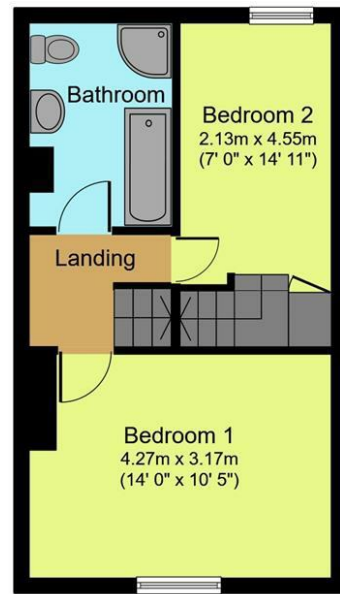 Bathroom
Bedroom 2
2.13m x 4.55m
(7' 0" x 14' 11")
Landing
Bedroom 1
4.27m x 3.17m
(14' 0" x 10' 5")